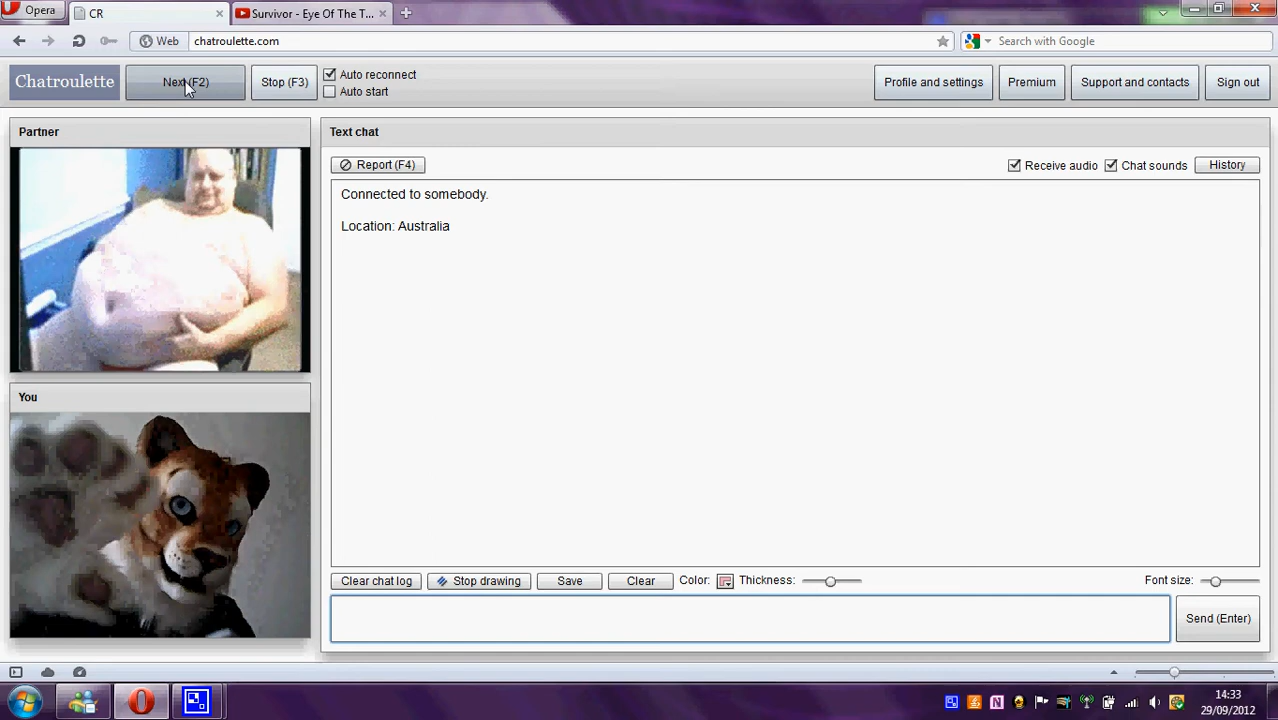 Opera
CR
Survivor - Eye Of The T...
Web
chatroulette.com
Search with Google
Chatroulette
Next (F2)
Stop (F3)
Auto reconnect
Auto start
Profile and settings
Premium
Support and contacts
Sign out
Partner
Text chat
Report (F4)
Receive audio
Chat sounds
History
Connected to somebody.
Location: Australia
You
Clear chat log
Stop drawing
Save
Clear
Color:
Thickness:
Font size:
Send (Enter)
14:33
29/09/2012